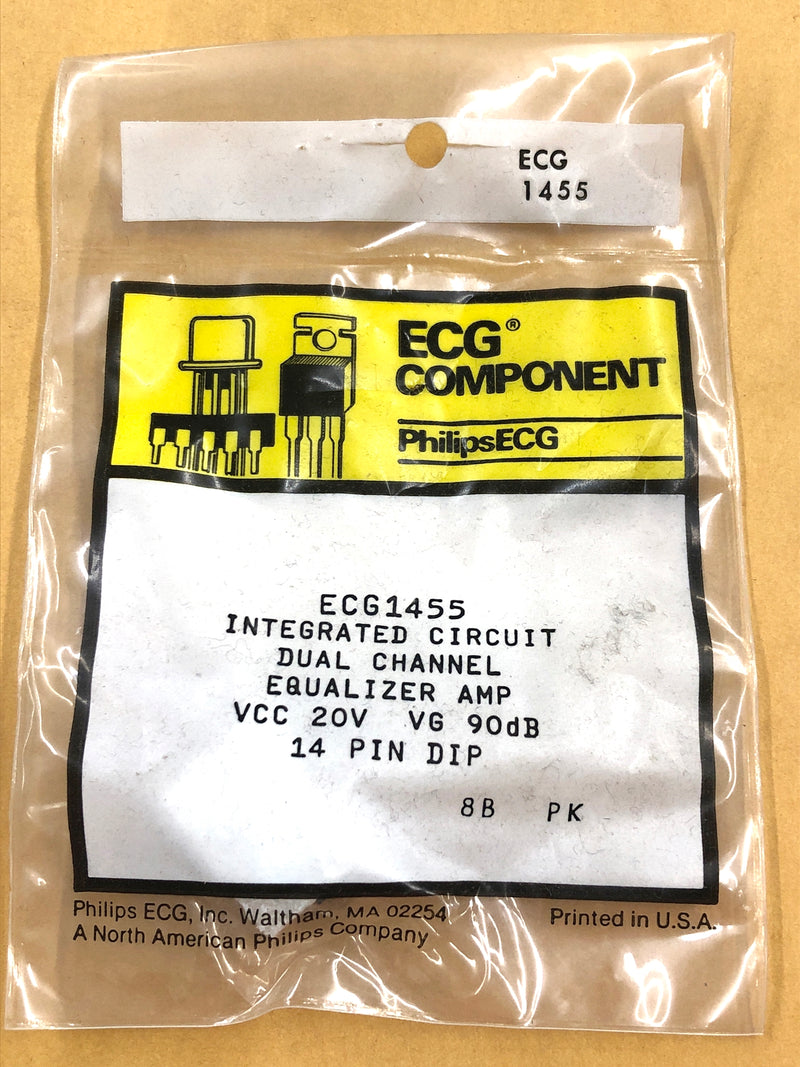 ECG
1455
ECG®
COMPONENT
PhilipsECG
ECG1455
INTEGRATED CIRCUIT
DUAL CHANNEL
EQUALIZER AMP
VCC 20V VG 90dB
14 PIN DIP
8B PK
Philips ECG, Inc. Waltham, MA 02254 Printed in U.S.A.
A North American Philips Company